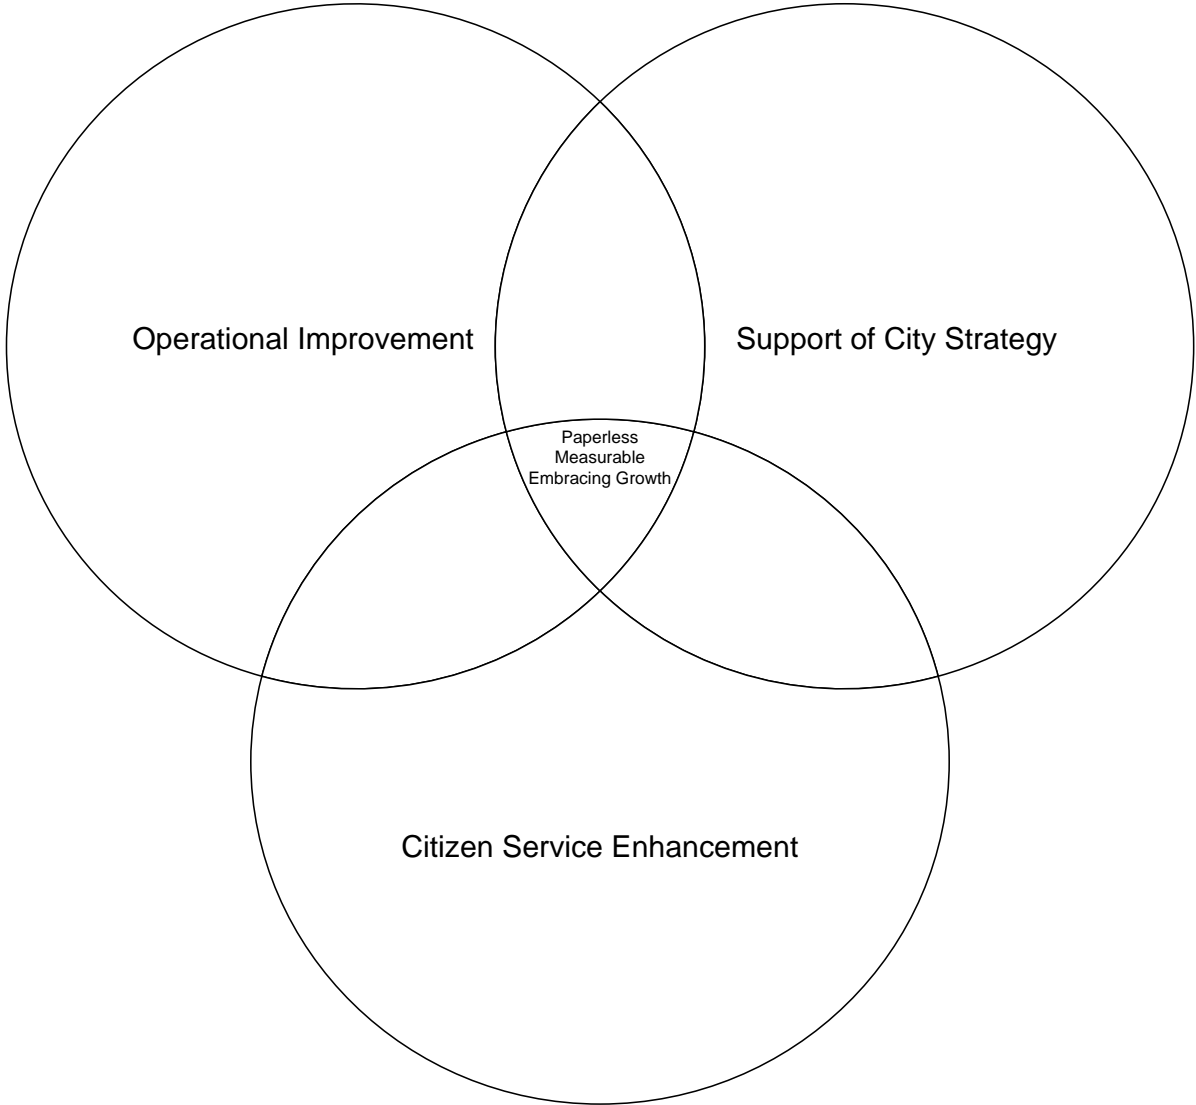 Operational Improvement
Support of City Strategy
Paperless
Measurable
Embracing Growth
Citizen Service Enhancement